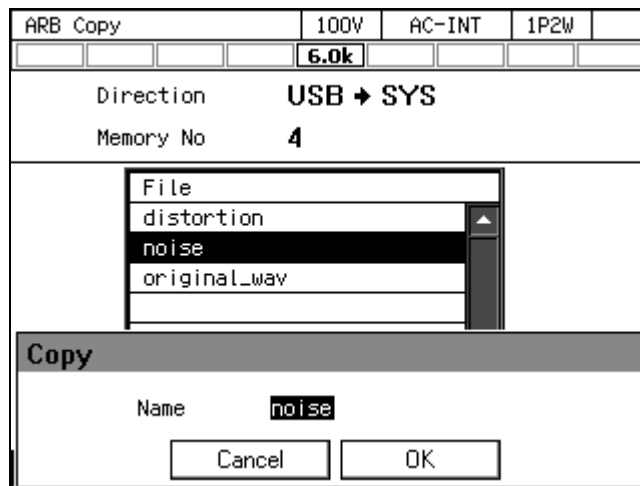 ARB Copy 100V AC-INT 1P2W
6.0k
Direction USB → SYS
Memory No 4
File
distortion
noise
original_wav
Copy
Name noise
Cancel OK